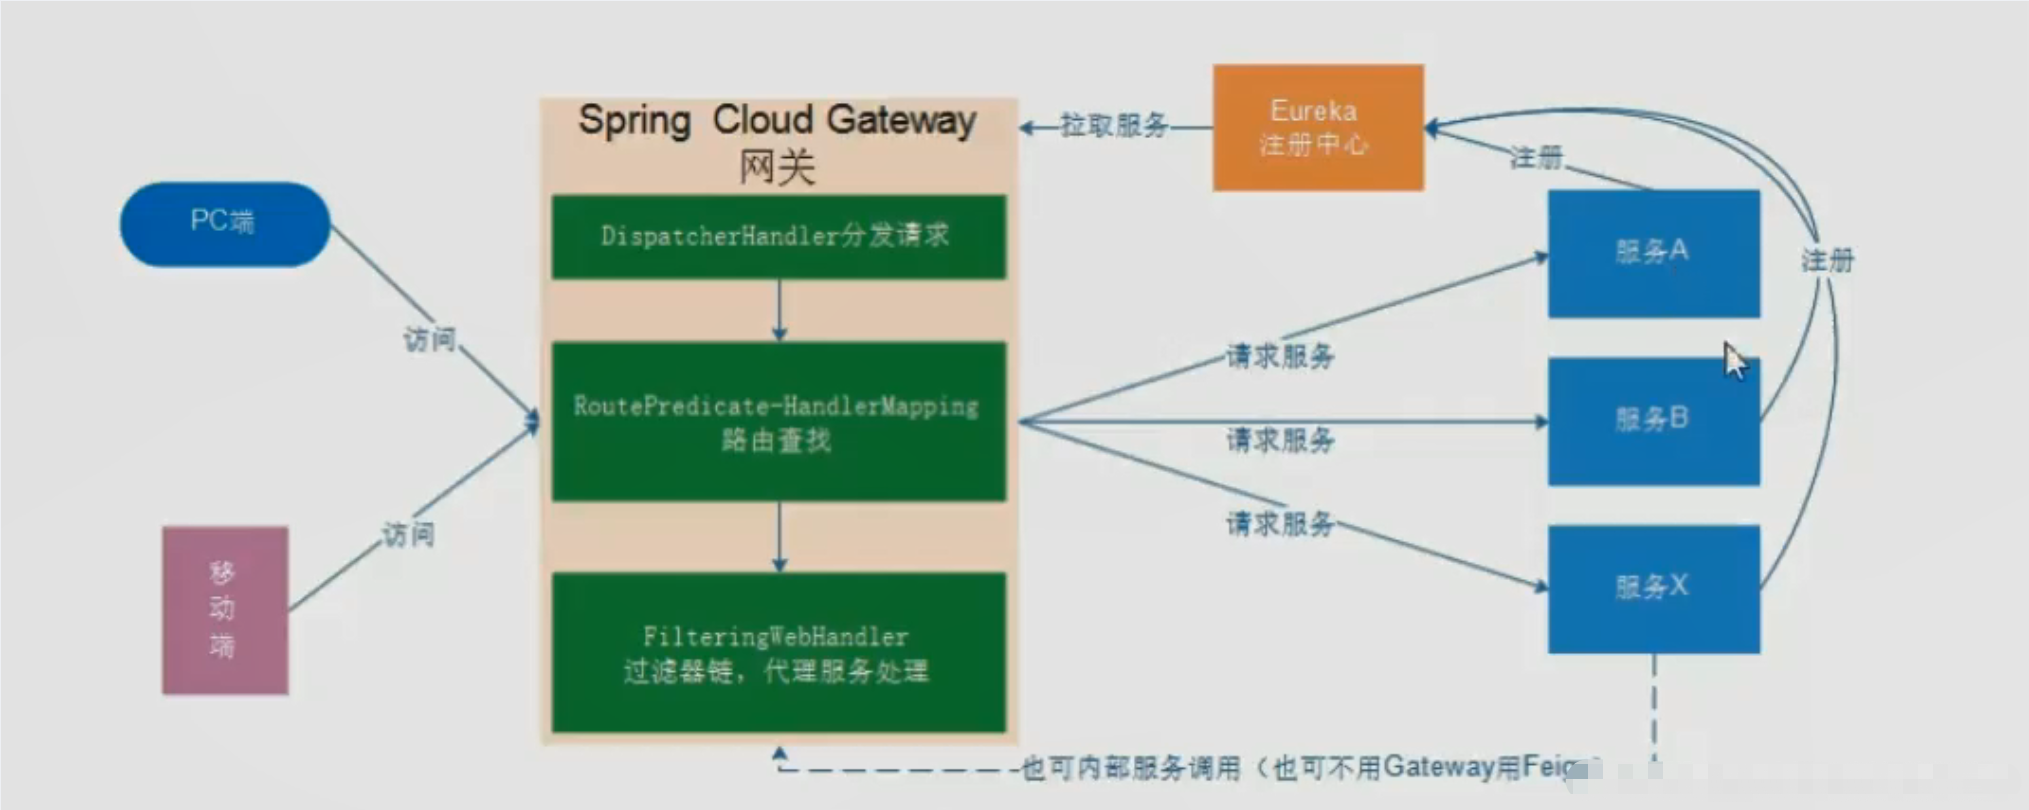 Spring Cloud Gateway
网关
DispatcherHandler分发请求
RoutePredicate-HandlerMapping
路由查找
FilteringWebHandler
过滤器链，代理服务处理
PC端
访问
移
动
端
访问
拉取服务
Eureka
注册中心
注册
注册
服务A
服务B
服务X
请求服务
请求服务
请求服务
也可内部服务调用（也可不用Gateway用